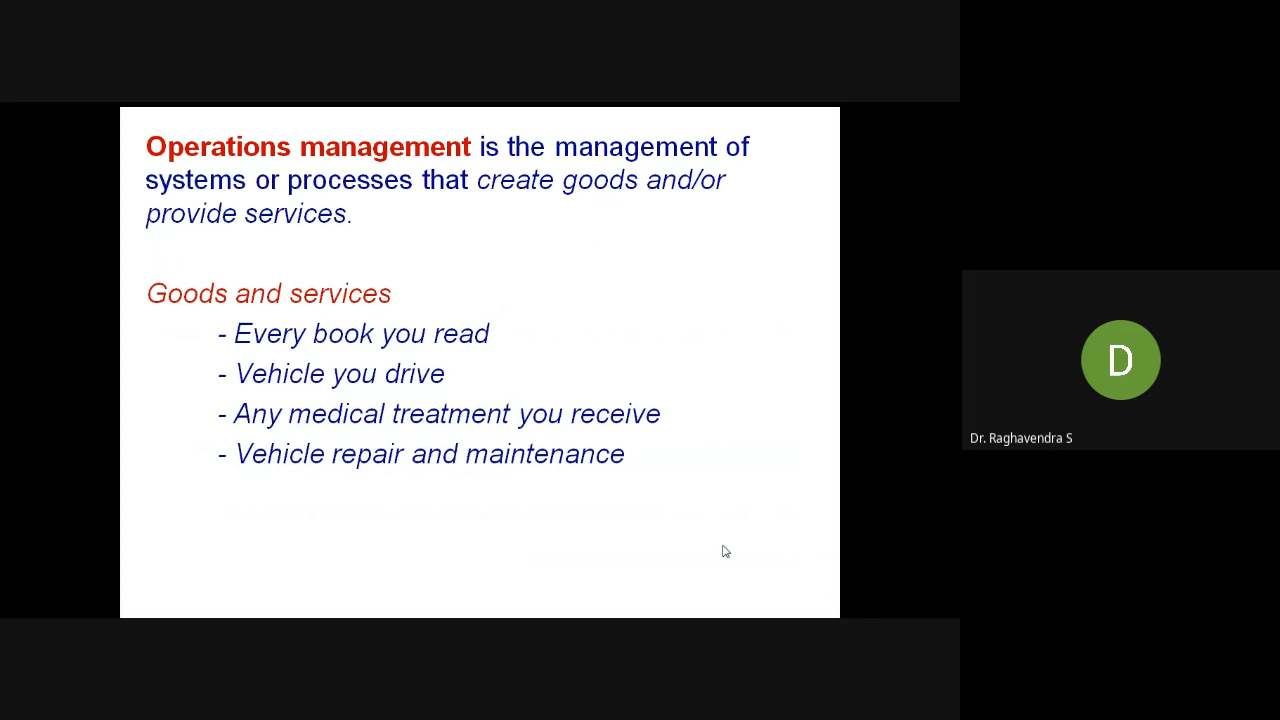 Operations management is the management of
systems or processes that create goods and/or
provide services.
Goods and services
- Every book you read
- Vehicle you drive
- Any medical treatment you receive
- Vehicle repair and maintenance
D
Dr. Raghavendra S